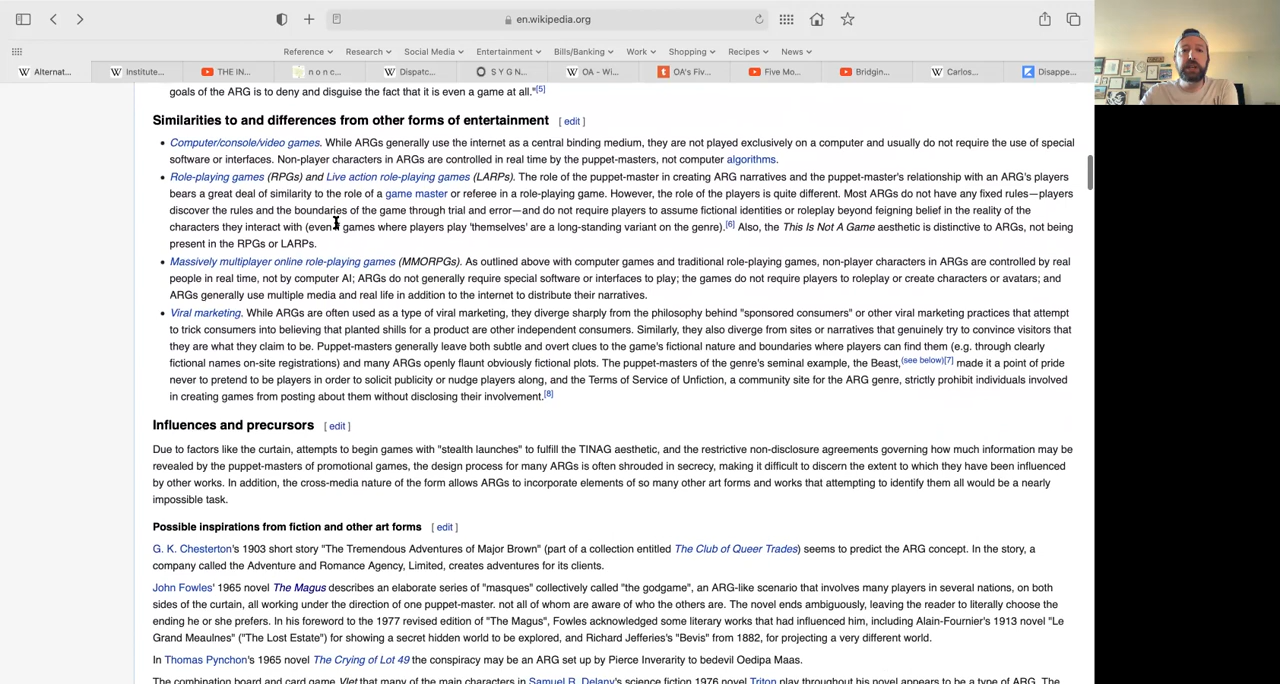 en.wikipedia.org
Reference Research Social Media Entertainment Bills/Banking Work Shopping Recipes News
Alternat... Institute... THE IN... n o n c... Dispatc... S Y G N... OA - Wi... OA's Fiv... Five Mo... Bridgin... Carlos... Disappe...
goals of the ARG is to deny and disguise the fact that it is even a game at all."[5]
Similarities to and differences from other forms of entertainment [ edit ]
• Computer/console/video games. While ARGs generally use the internet as a central binding medium, they are not played exclusively on a computer and usually do not require the use of special
software or interfaces. Non-player characters in ARGs are controlled in real time by the puppet-masters, not computer algorithms.
• Role-playing games (RPGs) and Live action role-playing games (LARPs). The role of the puppet-master in creating ARG narratives and the puppet-master's relationship with an ARG's players
bears a great deal of similarity to the role of a game master or referee in a role-playing game. However, the role of the players is quite different. Most ARGs do not have any fixed rules—players
discover the rules and the boundaries of the game through trial and error—and do not require players to assume fictional identities or roleplay beyond feigning belief in the reality of the
characters they interact with (even games where players play 'themselves' are a long-standing variant on the genre).[6] Also, the This Is Not A Game aesthetic is distinctive to ARGs, not being
present in the RPGs or LARPs.
• Massively multiplayer online role-playing games (MMORPGs). As outlined above with computer games and traditional role-playing games, non-player characters in ARGs are controlled by real
people in real time, not by computer AI; ARGs do not generally require special software or interfaces to play; the games do not require players to roleplay or create characters or avatars; and
ARGs generally use multiple media and real life in addition to the internet to distribute their narratives.
• Viral marketing. While ARGs are often used as a type of viral marketing, they diverge sharply from the philosophy behind "sponsored consumers" or other viral marketing practices that attempt
to trick consumers into believing that planted shills for a product are other independent consumers. Similarly, they also diverge from sites or narratives that genuinely try to convince visitors that
they are what they claim to be. Puppet-masters generally leave both subtle and overt clues to the game's fictional nature and boundaries where players can find them (e.g. through clearly
fictional names on-site registrations) and many ARGs openly flaunt obviously fictional plots. The puppet-masters of the genre's seminal example, the Beast,(see below)[7] made it a point of pride
never to pretend to be players in order to solicit publicity or nudge players along, and the Terms of Service of Unfiction, a community site for the ARG genre, strictly prohibit individuals involved
in creating games from posting about them without disclosing their involvement.[8]
Influences and precursors [ edit ]
Due to factors like the curtain, attempts to begin games with "stealth launches" to fulfill the TINAG aesthetic, and the restrictive non-disclosure agreements governing how much information may be
revealed by the puppet-masters of promotional games, the design process for many ARGs is often shrouded in secrecy, making it difficult to discern the extent to which they have been influenced
by other works. In addition, the cross-media nature of the form allows ARGs to incorporate elements of so many other art forms and works that attempting to identify them all would be a nearly
impossible task.
Possible inspirations from fiction and other art forms [ edit ]
G. K. Chesterton's 1903 short story "The Tremendous Adventures of Major Brown" (part of a collection entitled The Club of Queer Trades) seems to predict the ARG concept. In the story, a
company called the Adventure and Romance Agency, Limited, creates adventures for its clients.
John Fowles' 1965 novel The Magus describes an elaborate series of "masques" collectively called "the godgame", an ARG-like scenario that involves many players in several nations, on both
sides of the curtain, all working under the direction of one puppet-master. not all of whom are aware of who the others are. The novel ends ambiguously, leaving the reader to literally choose the
ending he or she prefers. In his foreword to the 1977 revised edition of "The Magus", Fowles acknowledged some literary works that had influenced him, including Alain-Fournier's 1913 novel "Le
Grand Meaulnes" ("The Lost Estate") for showing a secret hidden world to be explored, and Richard Jefferies's "Bevis" from 1882, for projecting a very different world.
In Thomas Pynchon's 1965 novel The Crying of Lot 49 the conspiracy may be an ARG set up by Pierce Inverarity to bedevil Oedipa Maas.
The combination board and card game Vlet that many of the main characters in Samuel R. Delany's science fiction 1976 novel Triton play throughout his novel appears to be a type of ARG. The